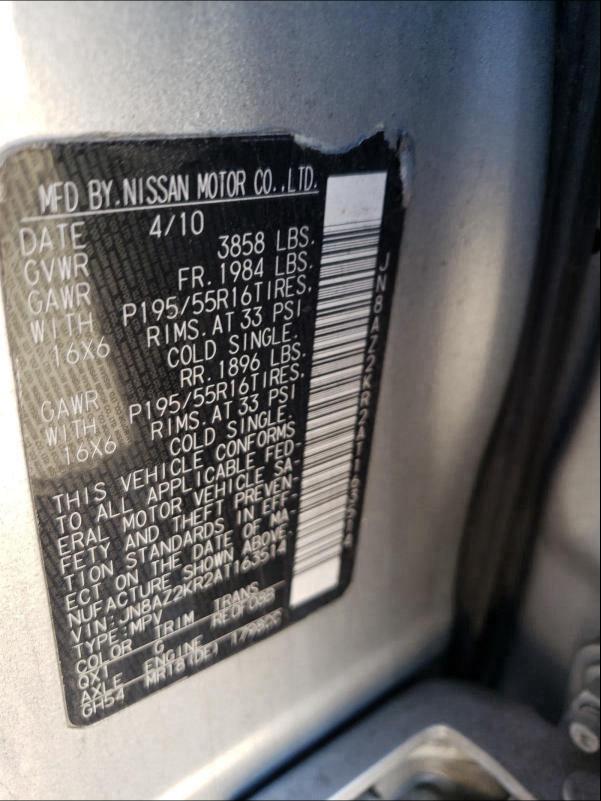 MFD BY.NISSAN MOTOR CO.,LTD.
DATE 4/10
GVWR 3858 LBS.
GAWR FR. 1984 LBS.
WITH P195/55R16TIRES,
16X6 RIMS.AT 33 PSI
COLD SINGLE.
GAWR RR. 1896 LBS.
WITH P195/55R16TIRES,
16X6 RIMS.AT 33 PSI
COLD SINGLE.
THIS VEHICLE CONFORMS
TO ALL APPLICABLE FED-
ERAL MOTOR VEHICLE SA-
FETY AND THEFT PREVEN-
TION STANDARDS IN EFF-
ECT ON THE DATE OF MA-
NUFACTURE SHOWN ABOVE.
VIN:JN8AZ2KR2AT163514
TYPE:MPV
COLOR TRIM TRANS
QX1 G RE0F08B
AXLE ENGINE
GH54 MR18(DE) 1798CC
JN8AZ2KR2AT163514